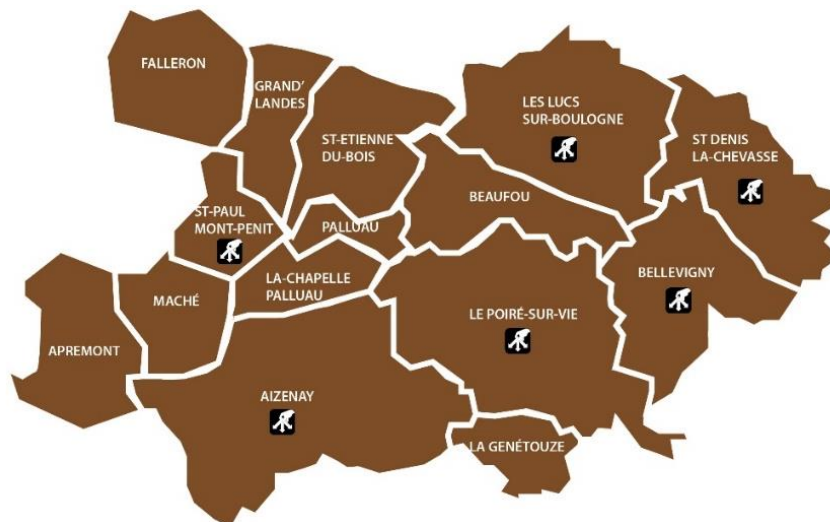 FALLERON
GRAND'
LANDES
ST-ETIENNE
DU-BOIS
LES LUCS
SUR-BOULOGNE
ST DENIS
LA-CHEVASSE
BEAUFOU
ST-PAUL
MONT-PENIT
PALLUAU
BELLEVIGNY
LA-CHAPELLE
PALLUAU
MACHÉ
LE POIRÉ-SUR-VIE
APREMONT
AIZENAY
LA GENÉTOUZE